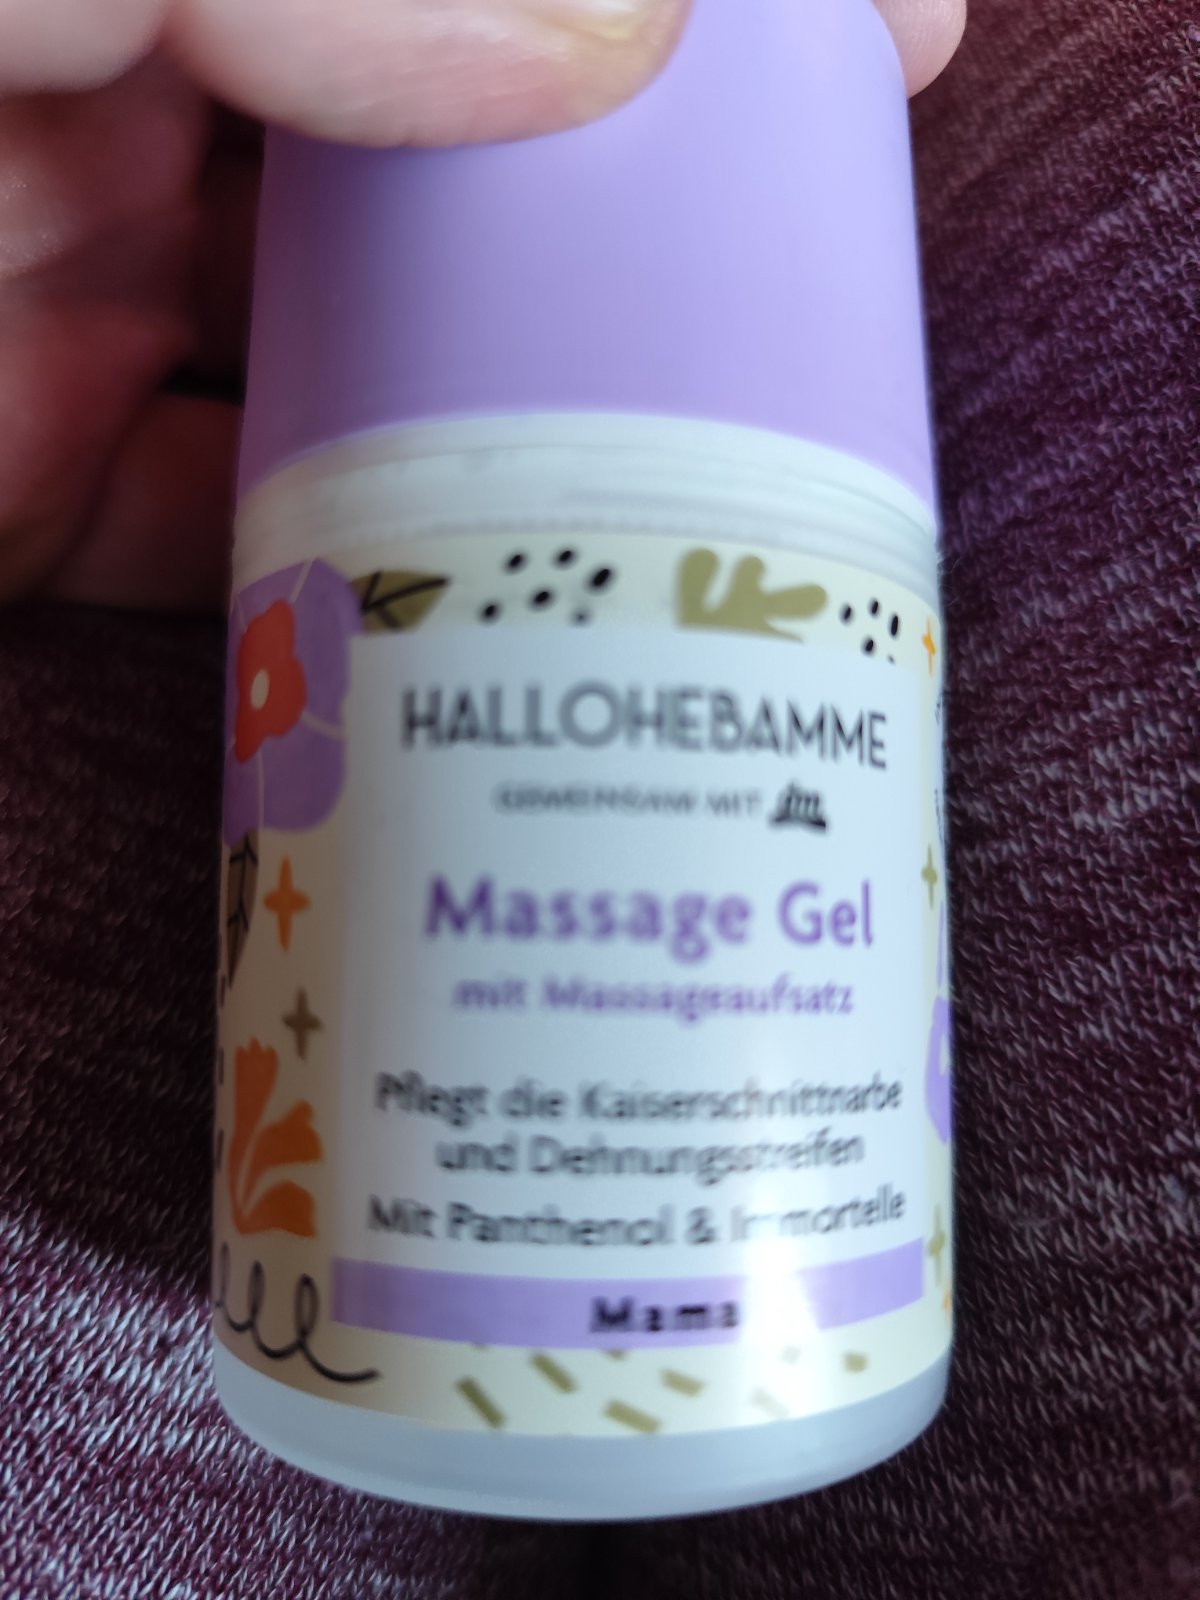 HALLOHEBAMME
GEMEINSAM MIT dm
Massage Gel
mit Massageaufsatz
Pflegt die Kaiserschnittnarbe
und Dehnungsstreifen
Mit Panthenol & Immortelle
Mama